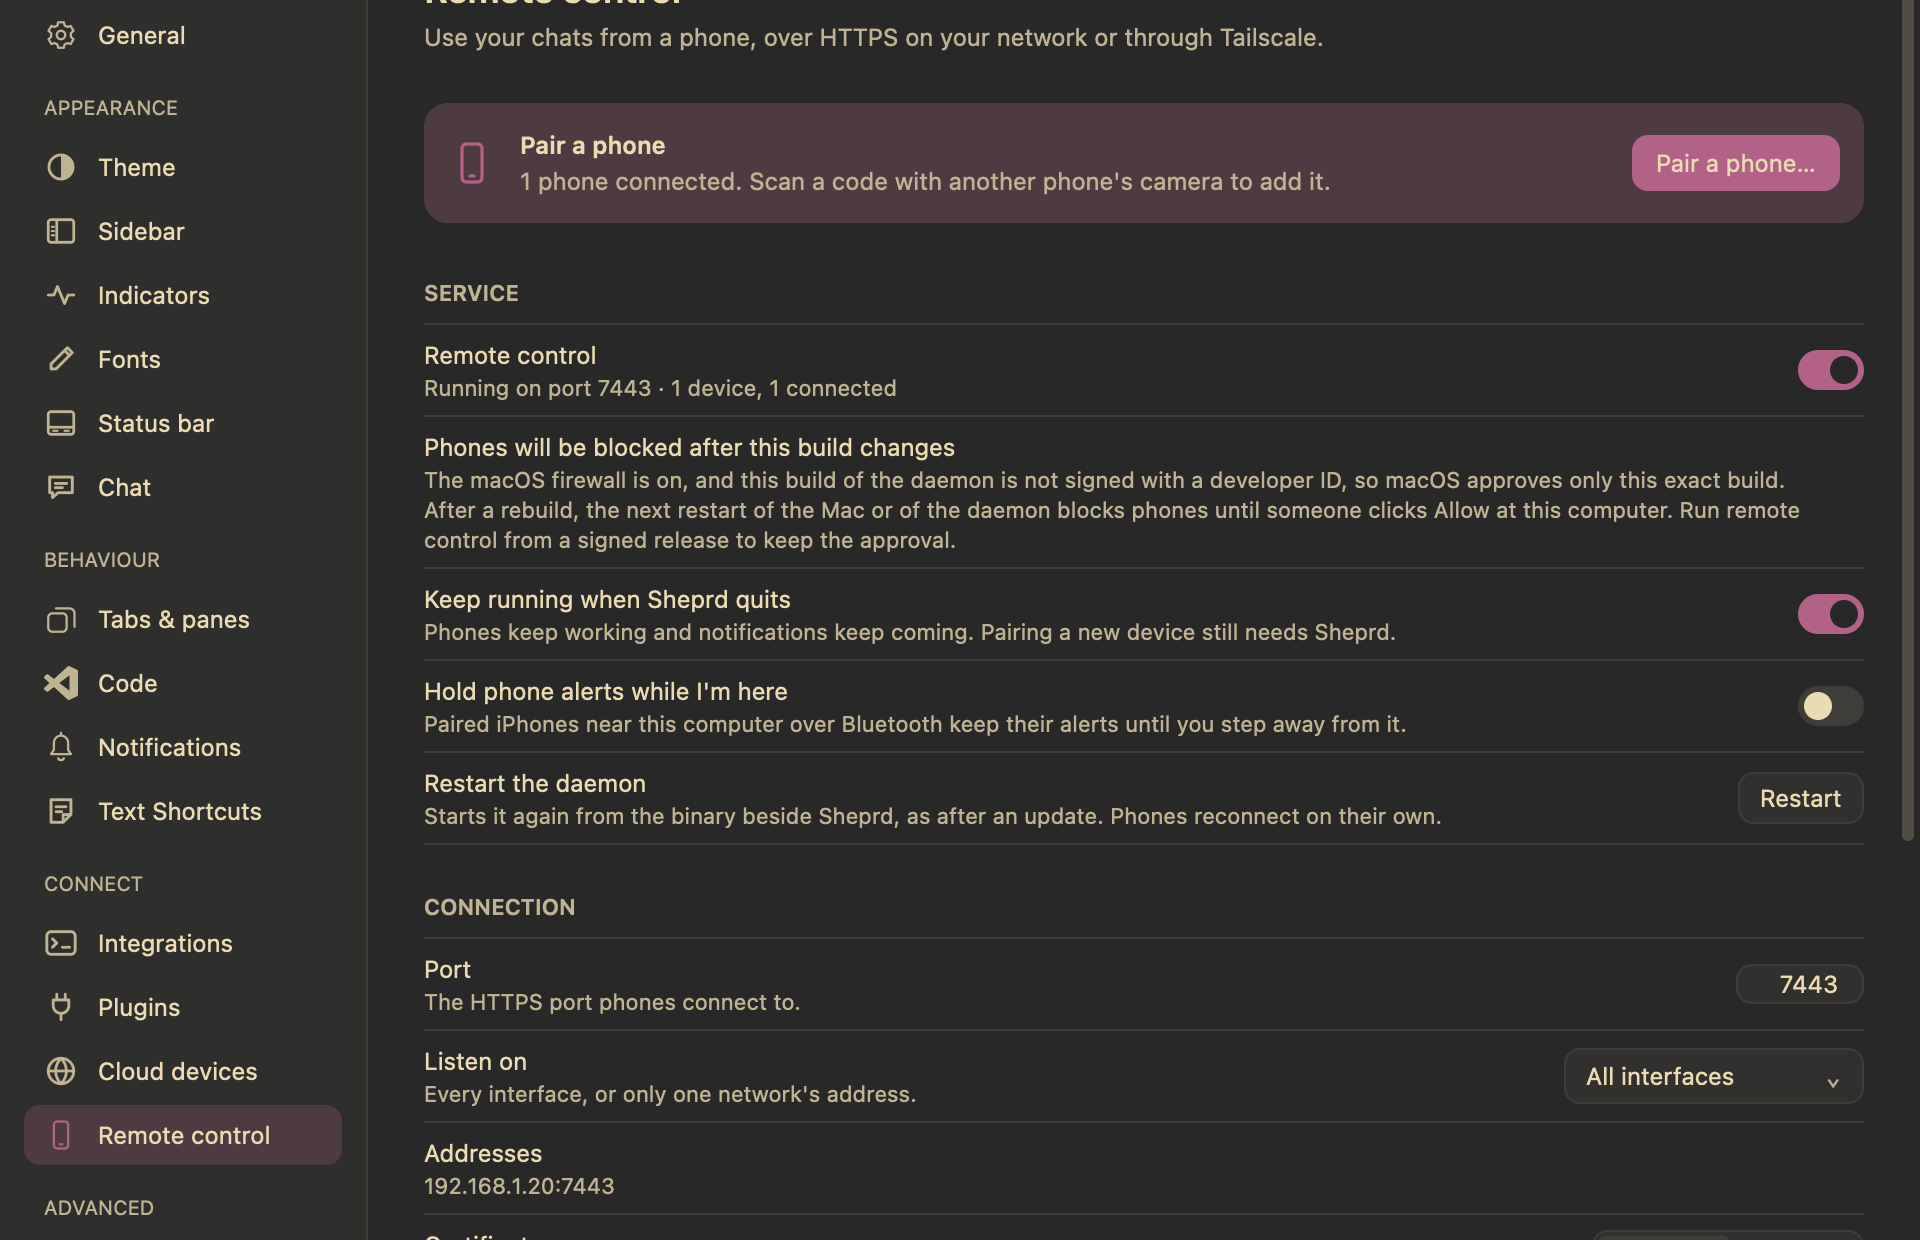 General
APPEARANCE
Theme
Sidebar
Indicators
Fonts
Status bar
Chat
BEHAVIOUR
Tabs & panes
Code
Notifications
Text Shortcuts
CONNECT
Integrations
Plugins
Cloud devices
Remote control
ADVANCED
Remote control
Use your chats from a phone, over HTTPS on your network or through Tailscale.
Pair a phone
1 phone connected. Scan a code with another phone's camera to add it.
Pair a phone...
SERVICE
Remote control
Running on port 7443 · 1 device, 1 connected
Phones will be blocked after this build changes
The macOS firewall is on, and this build of the daemon is not signed with a developer ID, so macOS approves only this exact build.
After a rebuild, the next restart of the Mac or of the daemon blocks phones until someone clicks Allow at this computer. Run remote
control from a signed release to keep the approval.
Keep running when Sheprd quits
Phones keep working and notifications keep coming. Pairing a new device still needs Sheprd.
Hold phone alerts while I'm here
Paired iPhones near this computer over Bluetooth keep their alerts until you step away from it.
Restart the daemon
Starts it again from the binary beside Sheprd, as after an update. Phones reconnect on their own.
Restart
CONNECTION
Port
The HTTPS port phones connect to.
7443
Listen on
Every interface, or only one network's address.
All interfaces
Addresses
192.168.1.20:7443